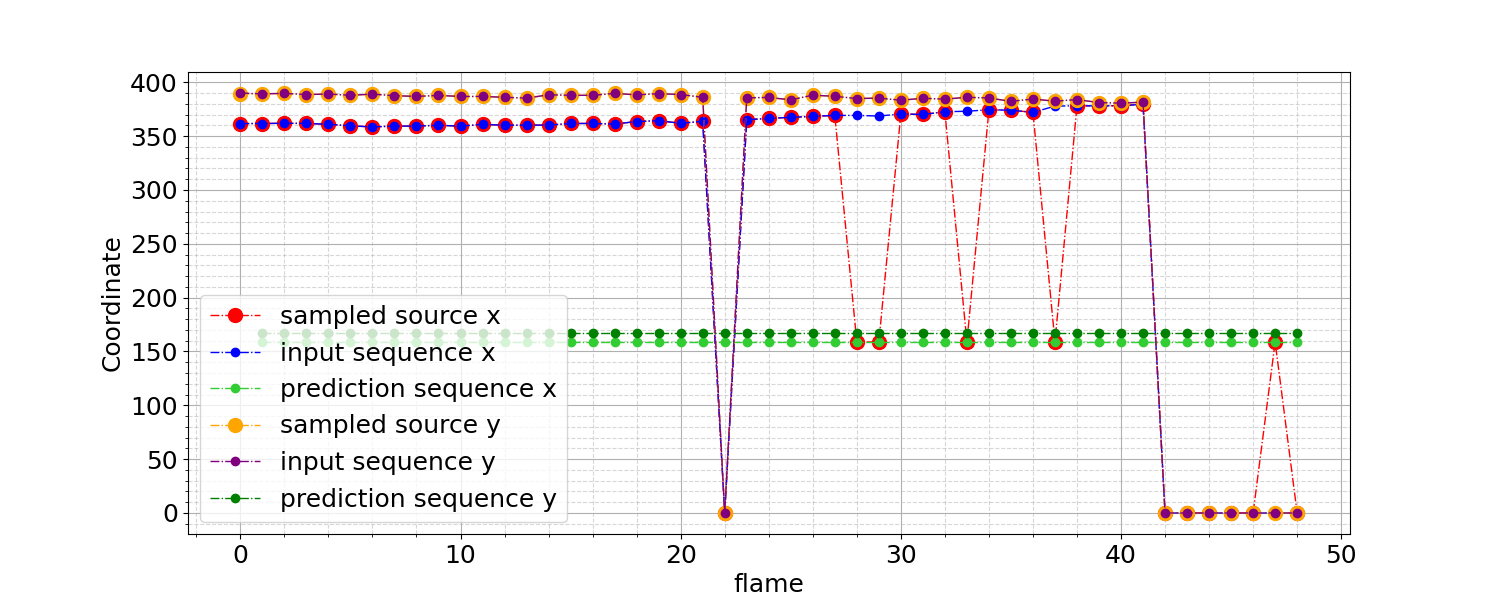 400
350
300
250
200
150
100
50
0
Coordinate
sampled source x
input sequence x
prediction sequence x
sampled source y
input sequence y
prediction sequence y
0 10 20 30 40 50
flame